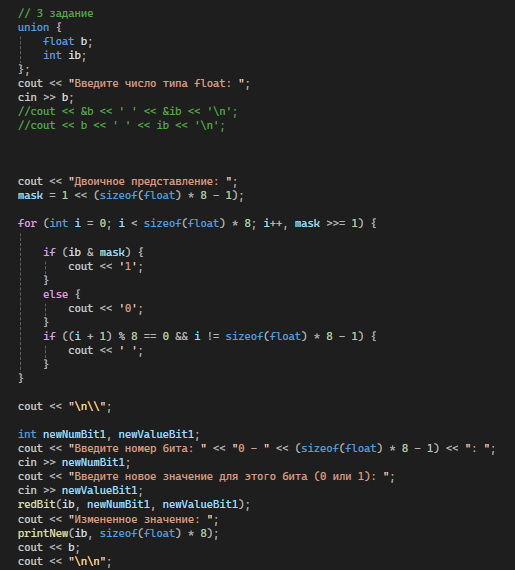 // 3 задание
union {
float b;
int ib;
};
cout << "Введите число типа float: ";
cin >> b;
//cout << &b << ' ' << &ib << '\n';
//cout << b << ' ' << ib << '\n';
cout << "Двоичное представление: ";
mask = 1 << (sizeof(float) * 8 - 1);
for (int i = 0; i < sizeof(float) * 8; i++, mask >>= 1) {
if (ib & mask) {
cout << '1';
}
else {
cout << '0';
}
if ((i + 1) % 8 == 0 && i != sizeof(float) * 8 - 1) {
cout << ' ';
}
}
cout << "\n\\";
int newNumBit1, newValueBit1;
cout << "Введите номер бита: " << "0 - " << (sizeof(float) * 8 - 1) << ": ";
cin >> newNumBit1;
cout << "Введите новое значение для этого бита (0 или 1): ";
cin >> newValueBit1;
redBit(ib, newNumBit1, newValueBit1);
cout << "Измененное значение: ";
printNew(ib, sizeof(float) * 8);
cout << b;
cout << "\n\n";